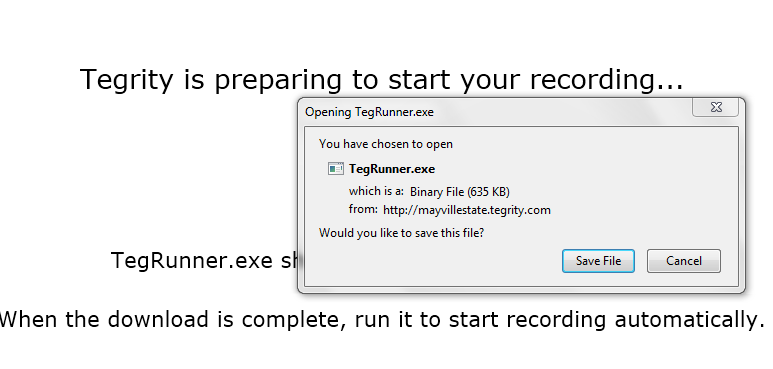 Tegrity is preparing to start your recording...
Opening TegRunner.exe
You have chosen to open
TegRunner.exe
which is a: Binary File (635 KB)
from: http://mayvillestate.tegrity.com
Would you like to save this file?
TegRunner.exe
Save File Cancel
When the download is complete, run it to start recording automatically.